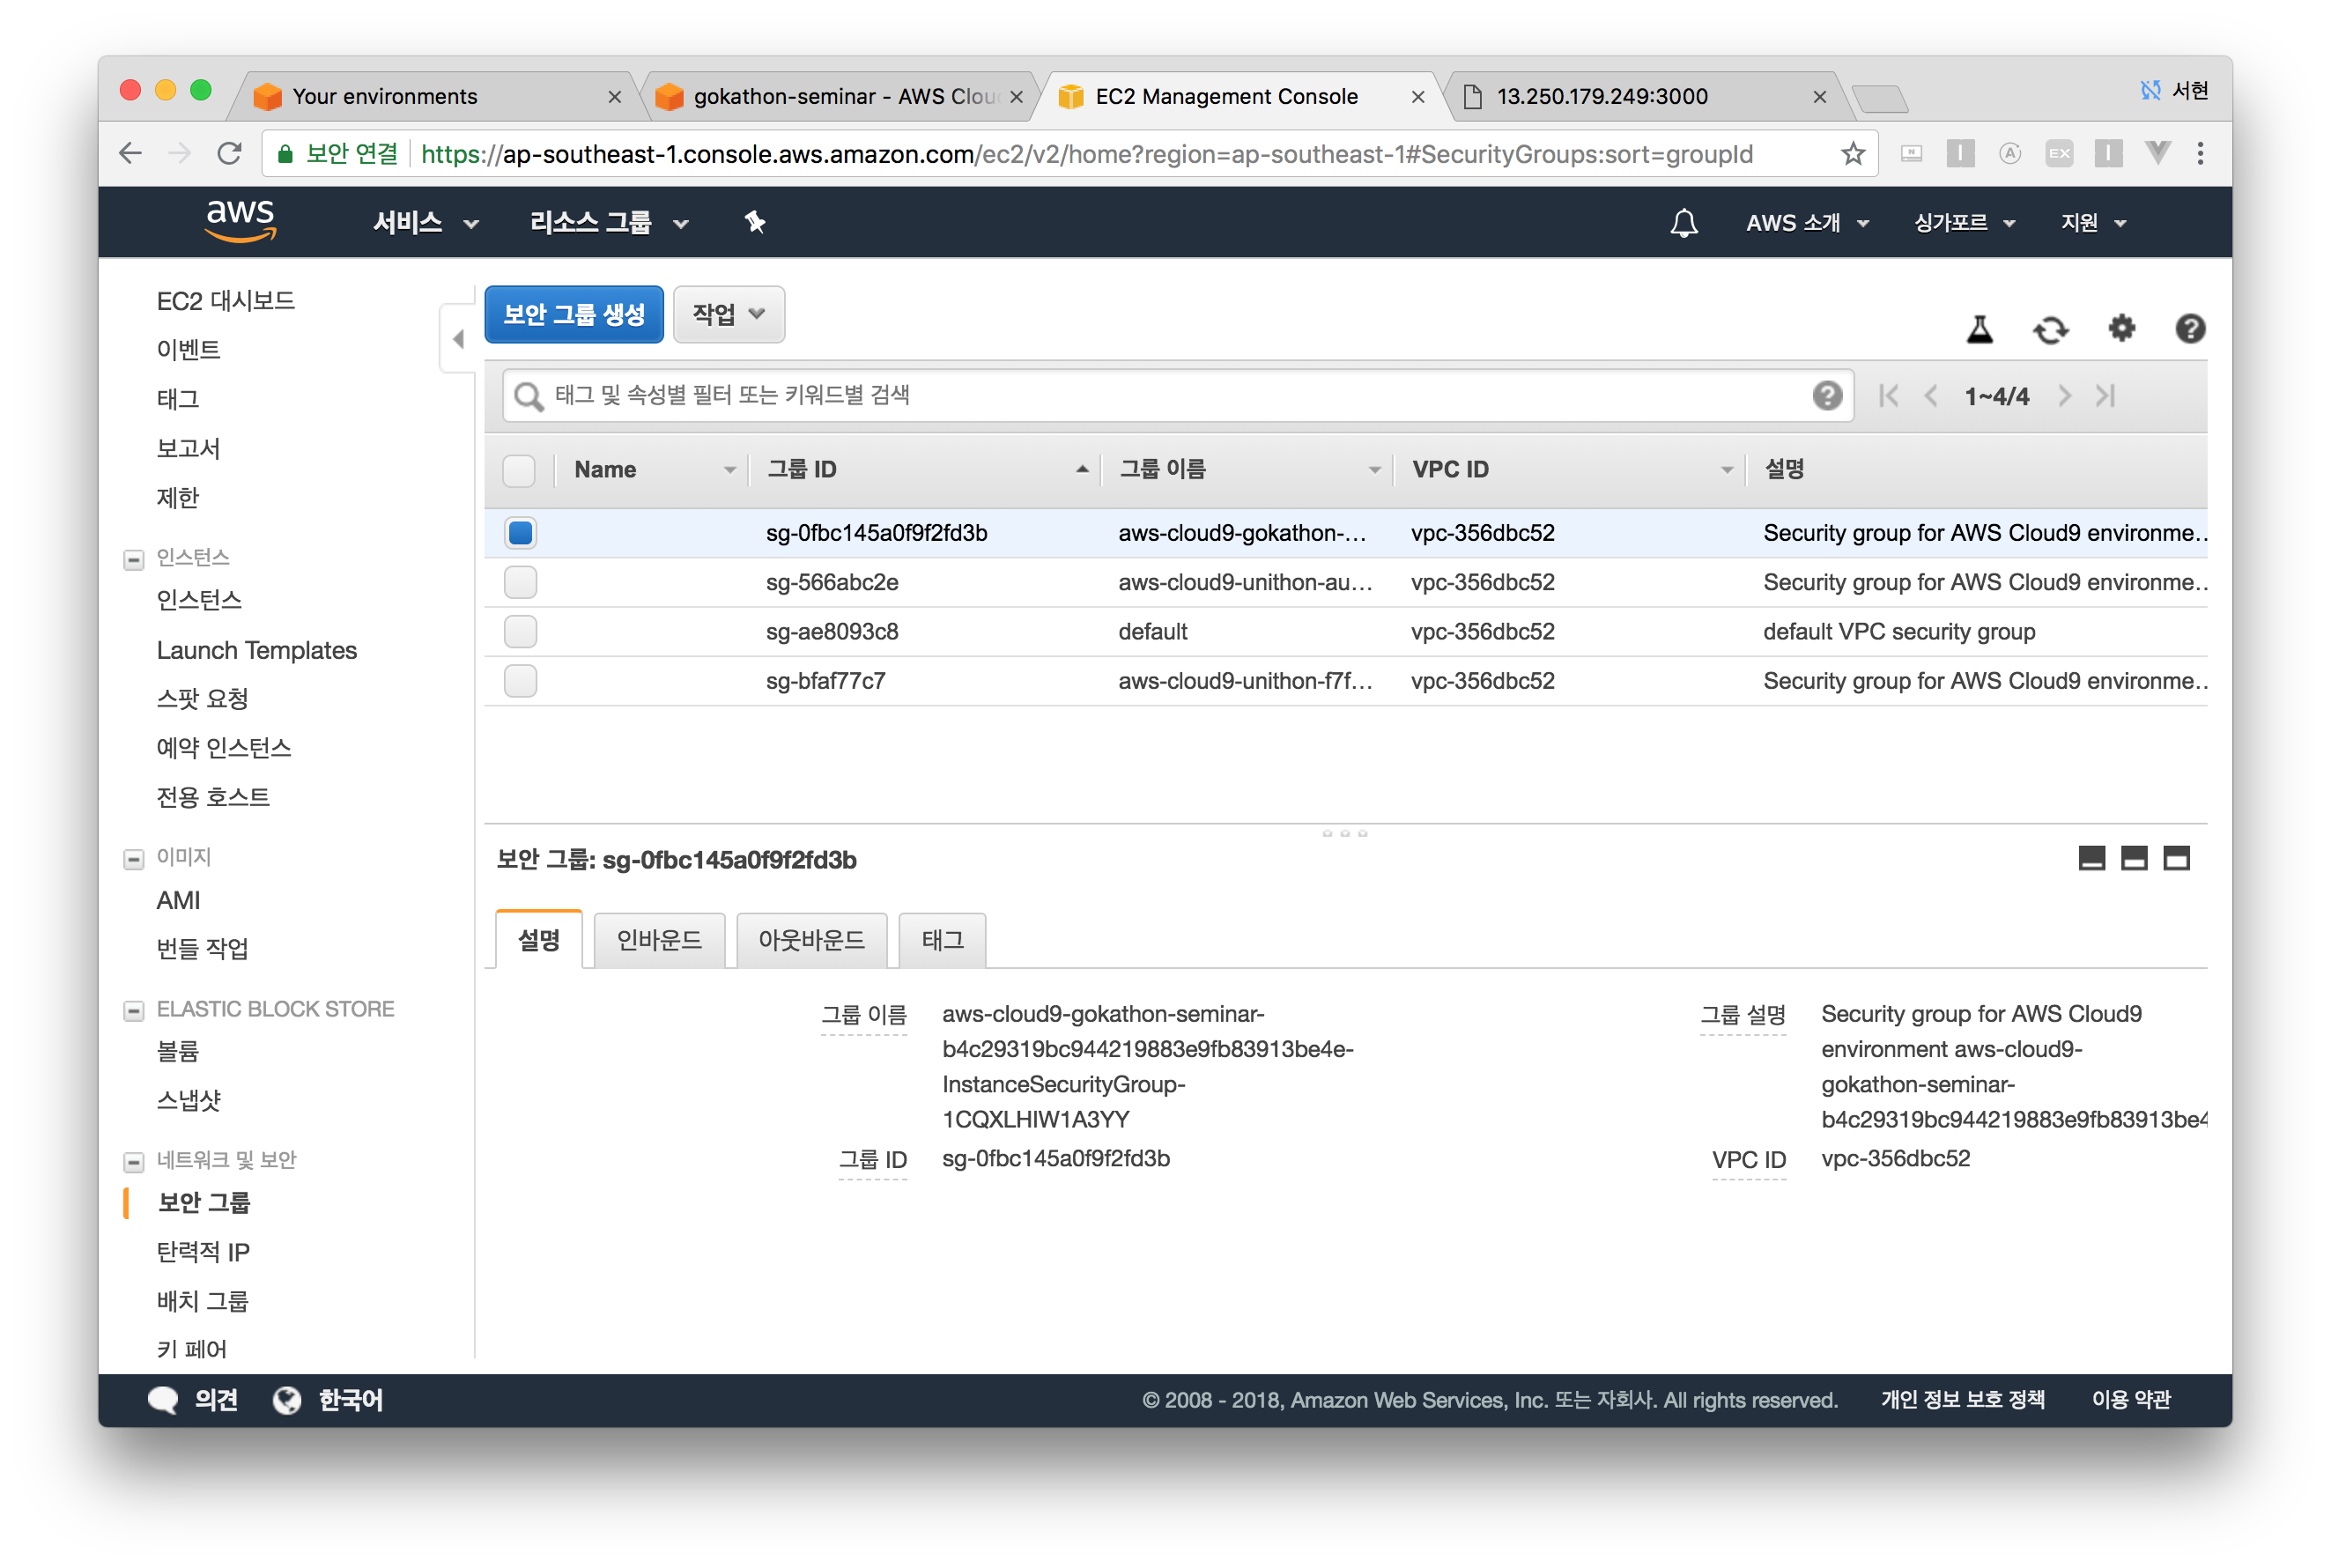 Your environments
gokathon-seminar - AWS Clou
EC2 Management Console
13.250.179.249:3000
서현
보안 연결
https://ap-southeast-1.console.aws.amazon.com/ec2/v2/home?region=ap-southeast-1#SecurityGroups:sort=groupId
aws
서비스
리소스 그룹
AWS 소개
싱가포르
지원
EC2 대시보드
이벤트
태그
보고서
제한
인스턴스
인스턴스
Launch Templates
스팟 요청
예약 인스턴스
전용 호스트
이미지
AMI
번들 작업
ELASTIC BLOCK STORE
볼륨
스냅샷
네트워크 및 보안
보안 그룹
탄력적 IP
배치 그룹
키 페어
보안 그룹 생성
작업
태그 및 속성별 필터 또는 키워드별 검색
1~4/4
Name 그룹 ID 그룹 이름 VPC ID 설명
sg-0fbc145a0f9f2fd3b aws-cloud9-gokathon-... vpc-356dbc52 Security group for AWS Cloud9 environme...
sg-566abc2e aws-cloud9-unithon-au... vpc-356dbc52 Security group for AWS Cloud9 environme...
sg-ae8093c8 default vpc-356dbc52 default VPC security group
sg-bfaf77c7 aws-cloud9-unithon-f7f... vpc-356dbc52 Security group for AWS Cloud9 environme...
보안 그룹: sg-0fbc145a0f9f2fd3b
설명
인바운드
아웃바운드
태그
그룹 이름
aws-cloud9-gokathon-seminar-
b4c29319bc944219883e9fb83913be4e-
InstanceSecurityGroup-
1CQXLHIW1A3YY
그룹 설명
Security group for AWS Cloud9
environment aws-cloud9-
gokathon-seminar-
b4c29319bc944219883e9fb83913be4
그룹 ID
sg-0fbc145a0f9f2fd3b
VPC ID
vpc-356dbc52
의견
한국어
© 2008 - 2018, Amazon Web Services, Inc. 또는 자회사. All rights reserved.
개인 정보 보호 정책
이용 약관